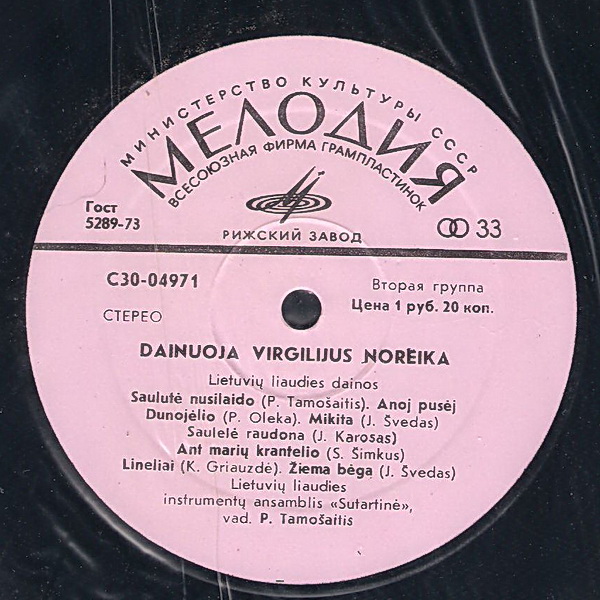 МИНИСТЕРСТВО КУЛЬТУРЫ СССР
МЕЛОДИЯ
ВСЕСОЮЗНАЯ ФИРМА ГРАМПЛАСТИНОК
Гост
5289-73
РИЖСКИЙ ЗАВОД
33
С30-04971
Вторая группа
Цена 1 руб. 20 коп.
СТЕРЕО
DAINUOJA VIRGILIJUS NOREIKA
Lietuvių liaudies dainos
Saulutė nusilaido (P. Tamošaitis). Anoj pusėj
Dunojėlio (P. Oleka). Mikita (J. Švedas)
Saulelė raudona (J. Karosas)
Ant marių krantelio (S. Šimkus)
Lineliai (K. Griauzdė). Žiema bėga (J. Švedas)
Lietuvių liaudies
instrumentų ansamblis «Sutartinė»,
vad. P. Tamošaitis